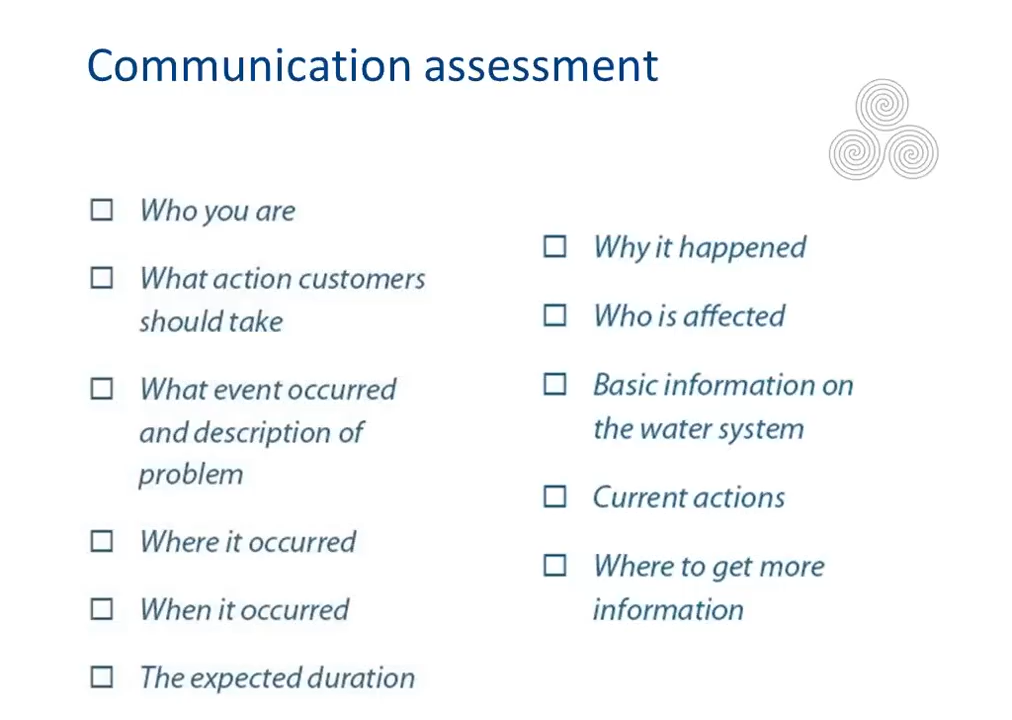 Communication assessment
Who you are
What action customers
should take
What event occurred
and description of
problem
Where it occurred
When it occurred
The expected duration
Why it happened
Who is affected
Basic information on
the water system
Current actions
Where to get more
information